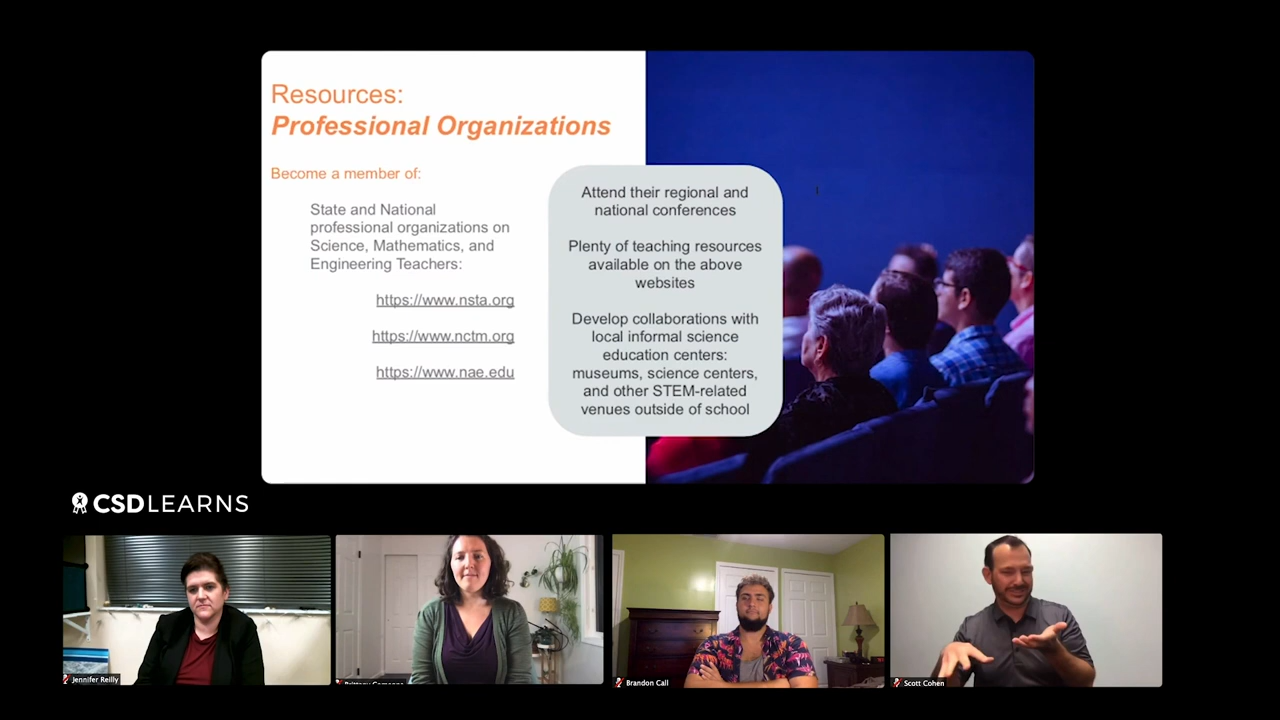 Resources:
Professional Organizations
Become a member of:
State and National
professional organizations on
Science, Mathematics, and
Engineering Teachers:
https://www.nsta.org
https://www.nctm.org
https://www.nae.edu
Attend their regional and
national conferences
Plenty of teaching resources
available on the above
websites
Develop collaborations with
local informal science
education centers:
museums, science centers,
and other STEM-related
venues outside of school
CSDLEARNS
Jennifer Reilly
Brandon Call
Scott Cohen